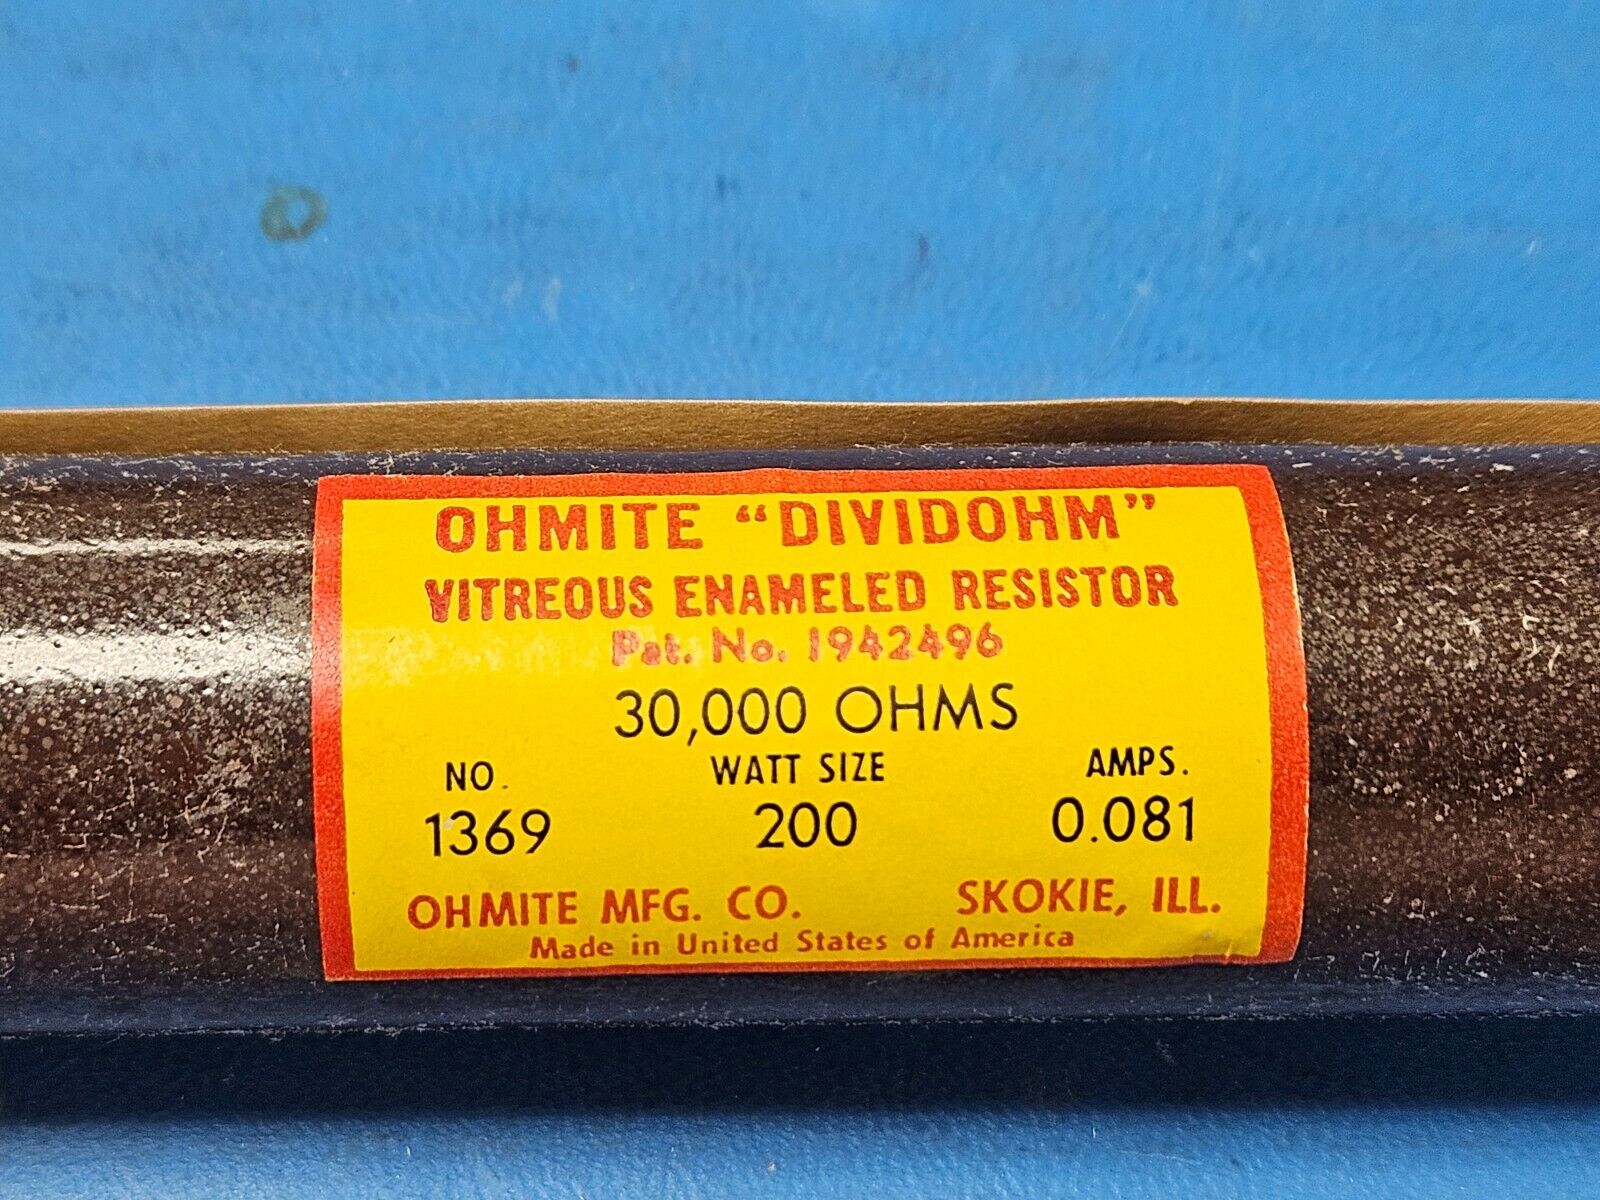 OHMITE “DIVIDOHM”
VITREOUS ENAMELED RESISTOR
Pat. No. 1942496
30,000 OHMS
NO. WATT SIZE AMPS.
1369 200 0.081
OHMITE MFG. CO. SKOKIE, ILL.
Made in United States of America